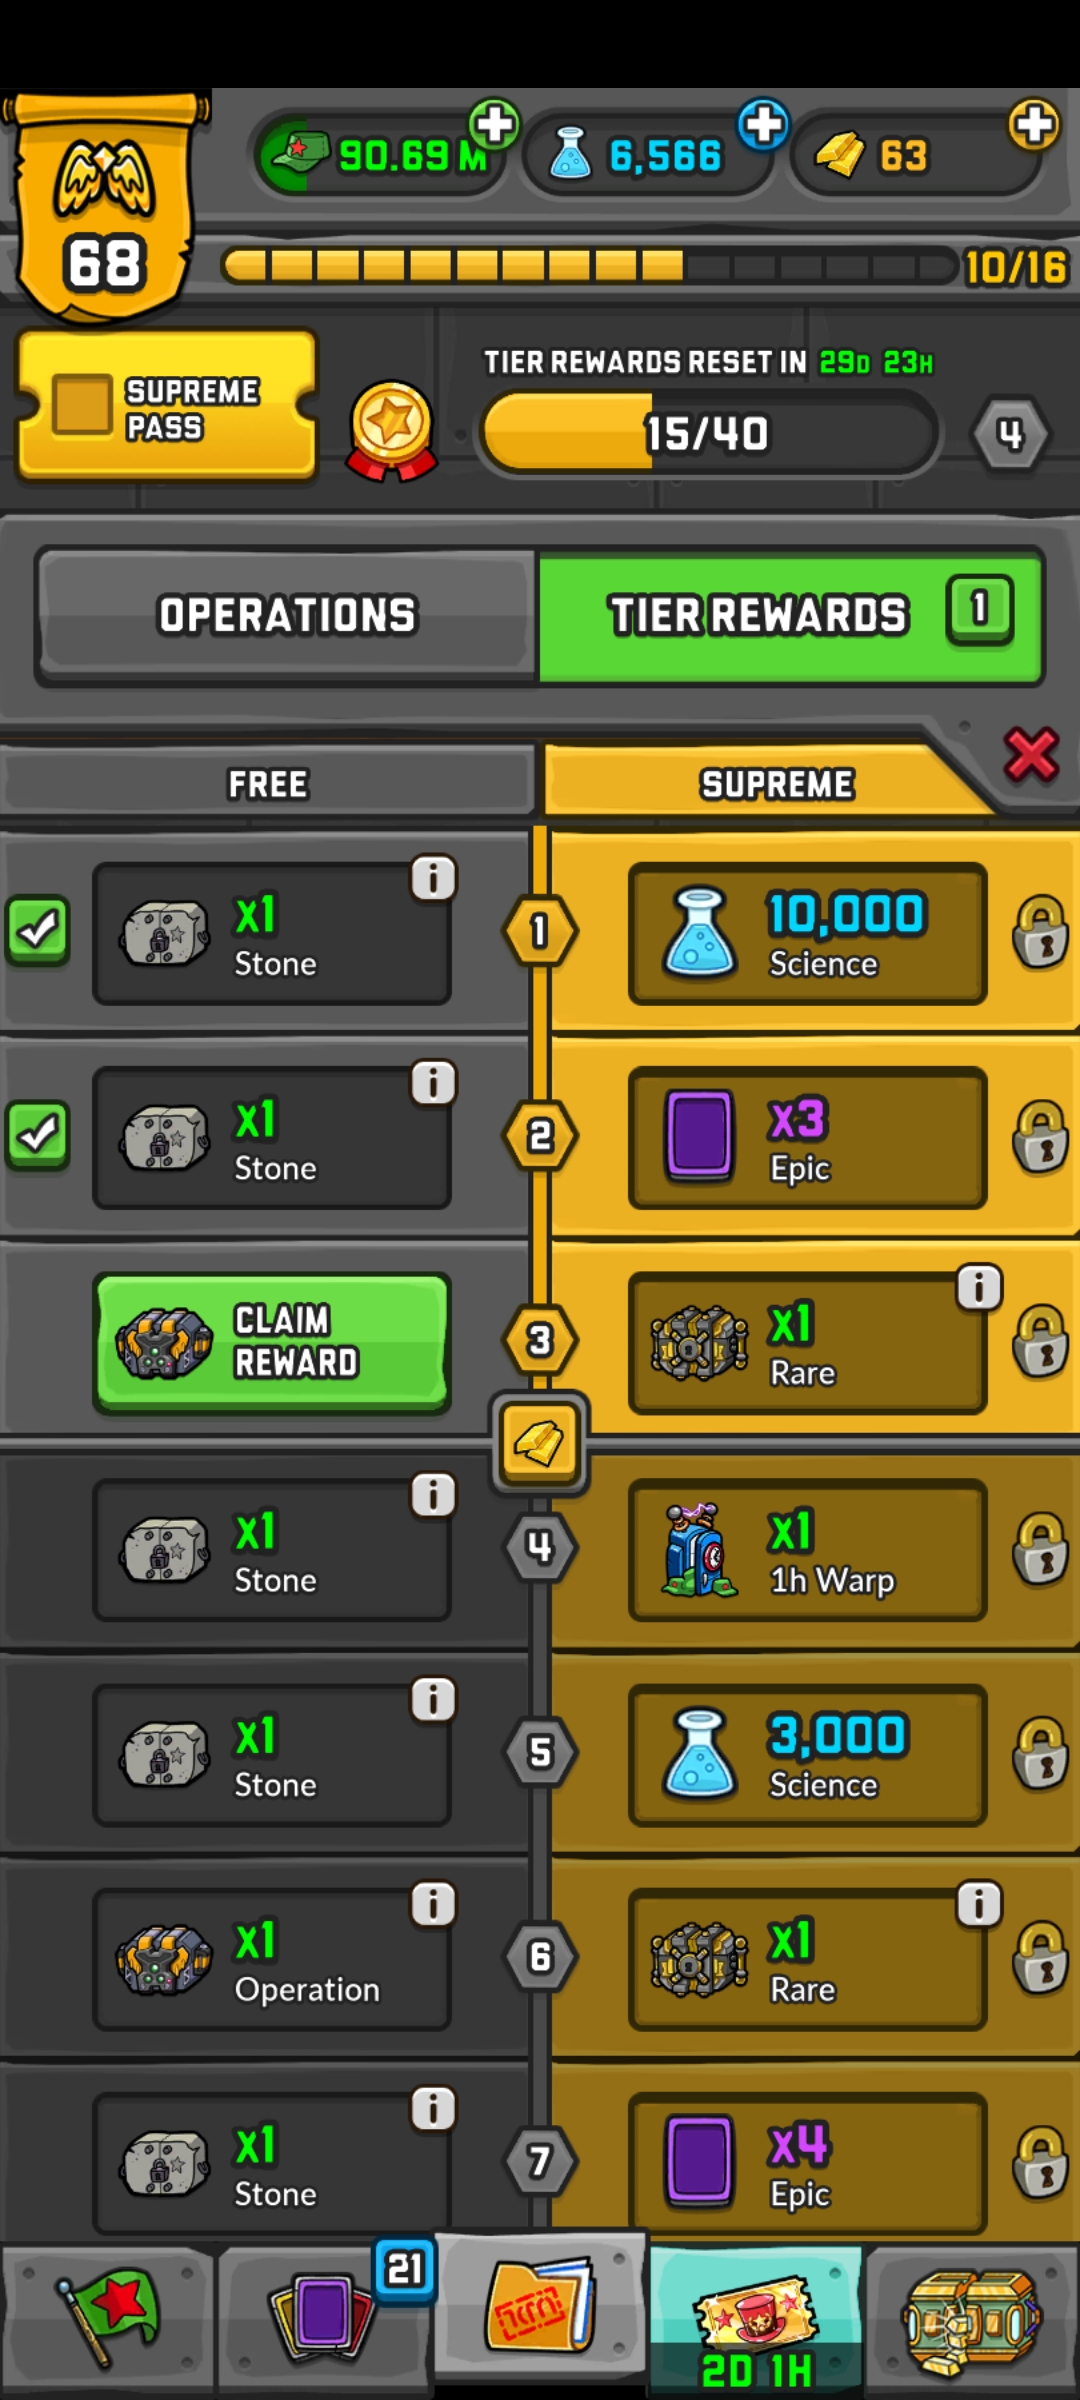 90.69 M
6,566
63
68
10/16
SUPREME
PASS
TIER REWARDS RESET IN 29D 23H
15/40
4
OPERATIONS
TIER REWARDS
1
FREE
SUPREME
X1
Stone
1
10,000
Science
X1
Stone
2
X3
Epic
CLAIM
REWARD
3
X1
Rare
X1
Stone
4
X1
1h Warp
X1
Stone
5
3,000
Science
X1
Operation
6
X1
Rare
X1
Stone
7
X4
Epic
21
2D 1H